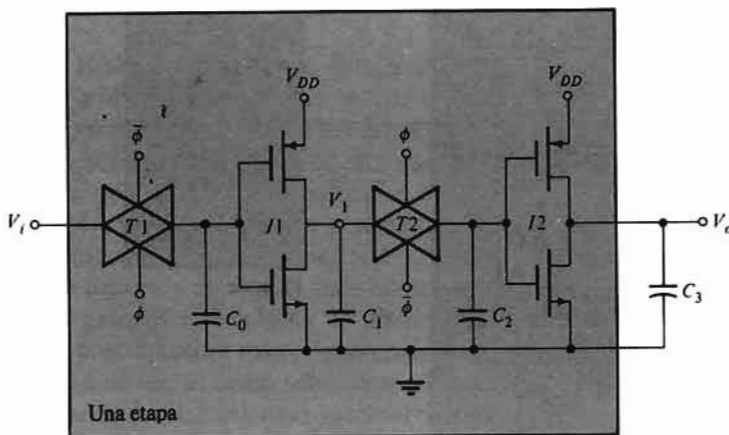 V_DD
V_DD
φ̄
φ
V_i
T1
I1
V_1
T2
I2
V_o
φ
φ̄
C_0
C_1
C_2
C_3
Una etapa